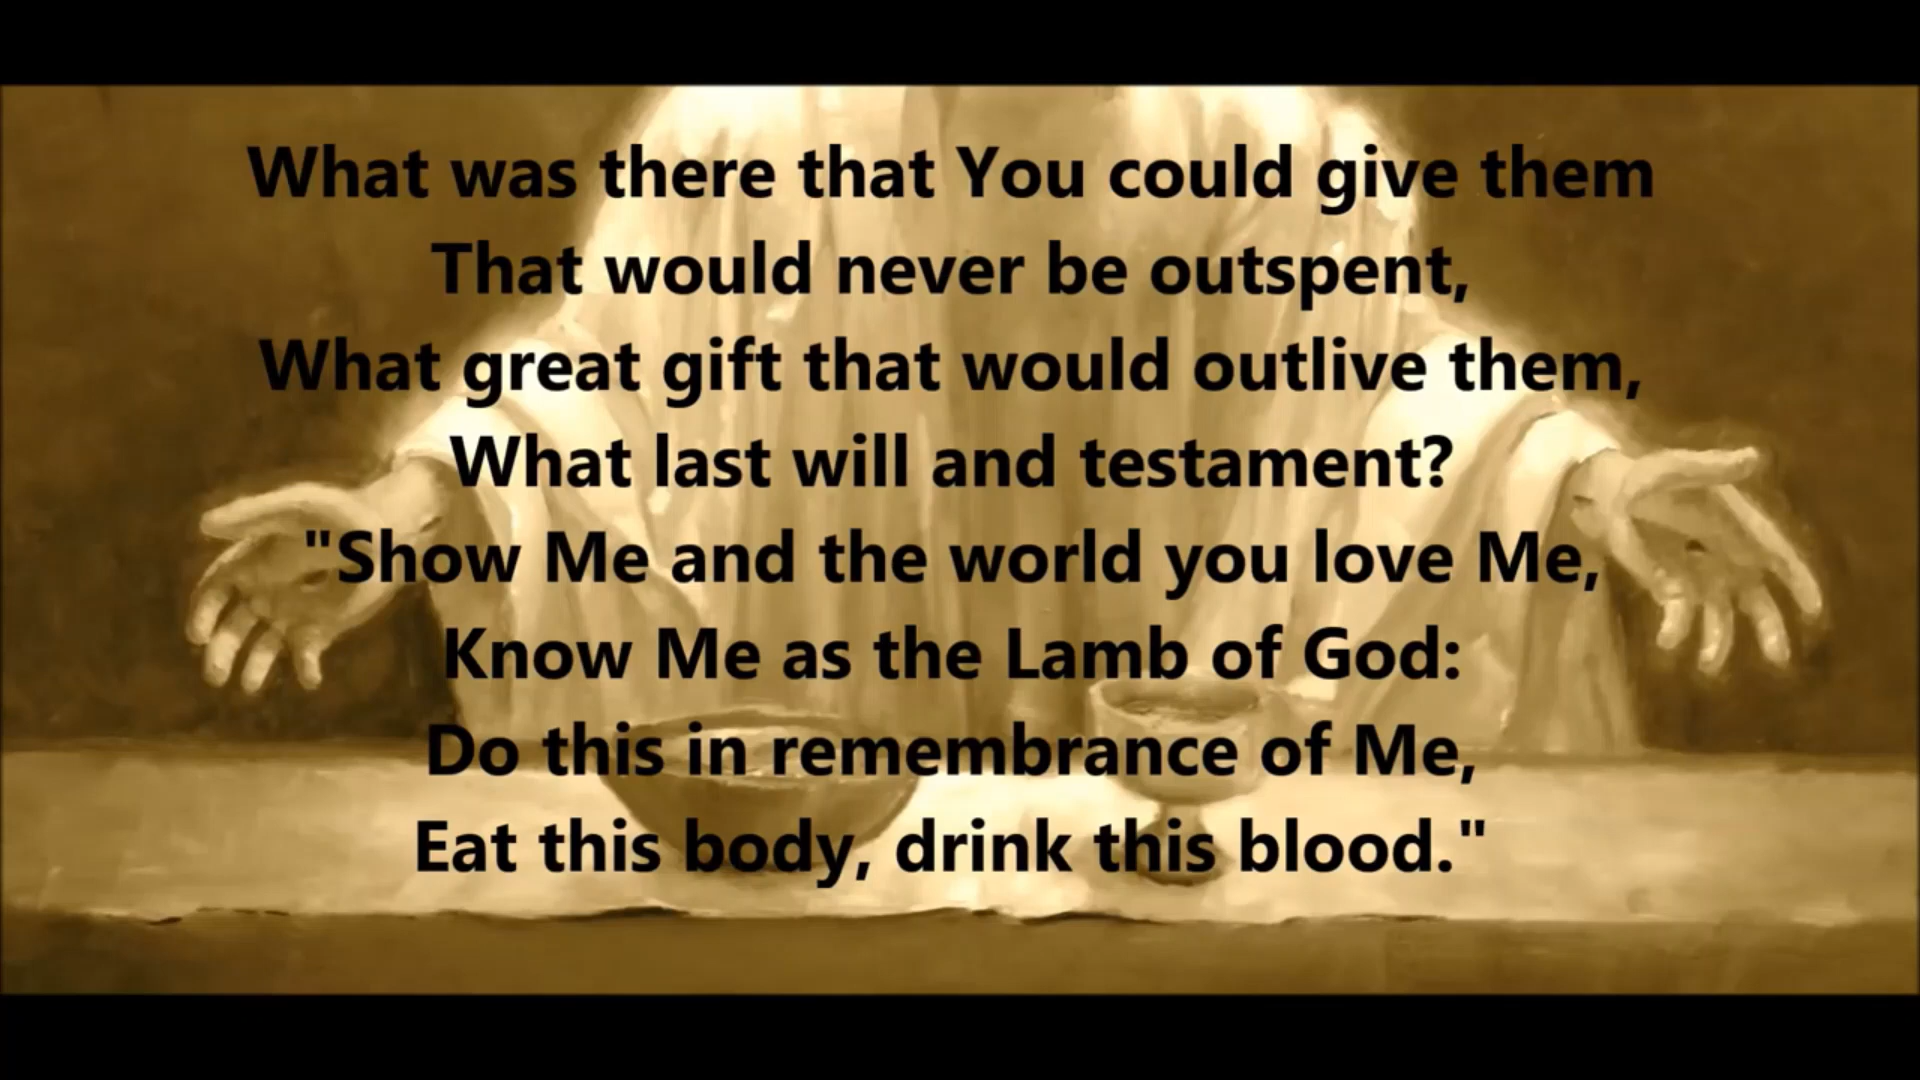 What was there that You could give them
That would never be outspent,
What great gift that would outlive them,
What last will and testament?
"Show Me and the world you love Me,
Know Me as the Lamb of God:
Do this in remembrance of Me,
Eat this body, drink this blood."